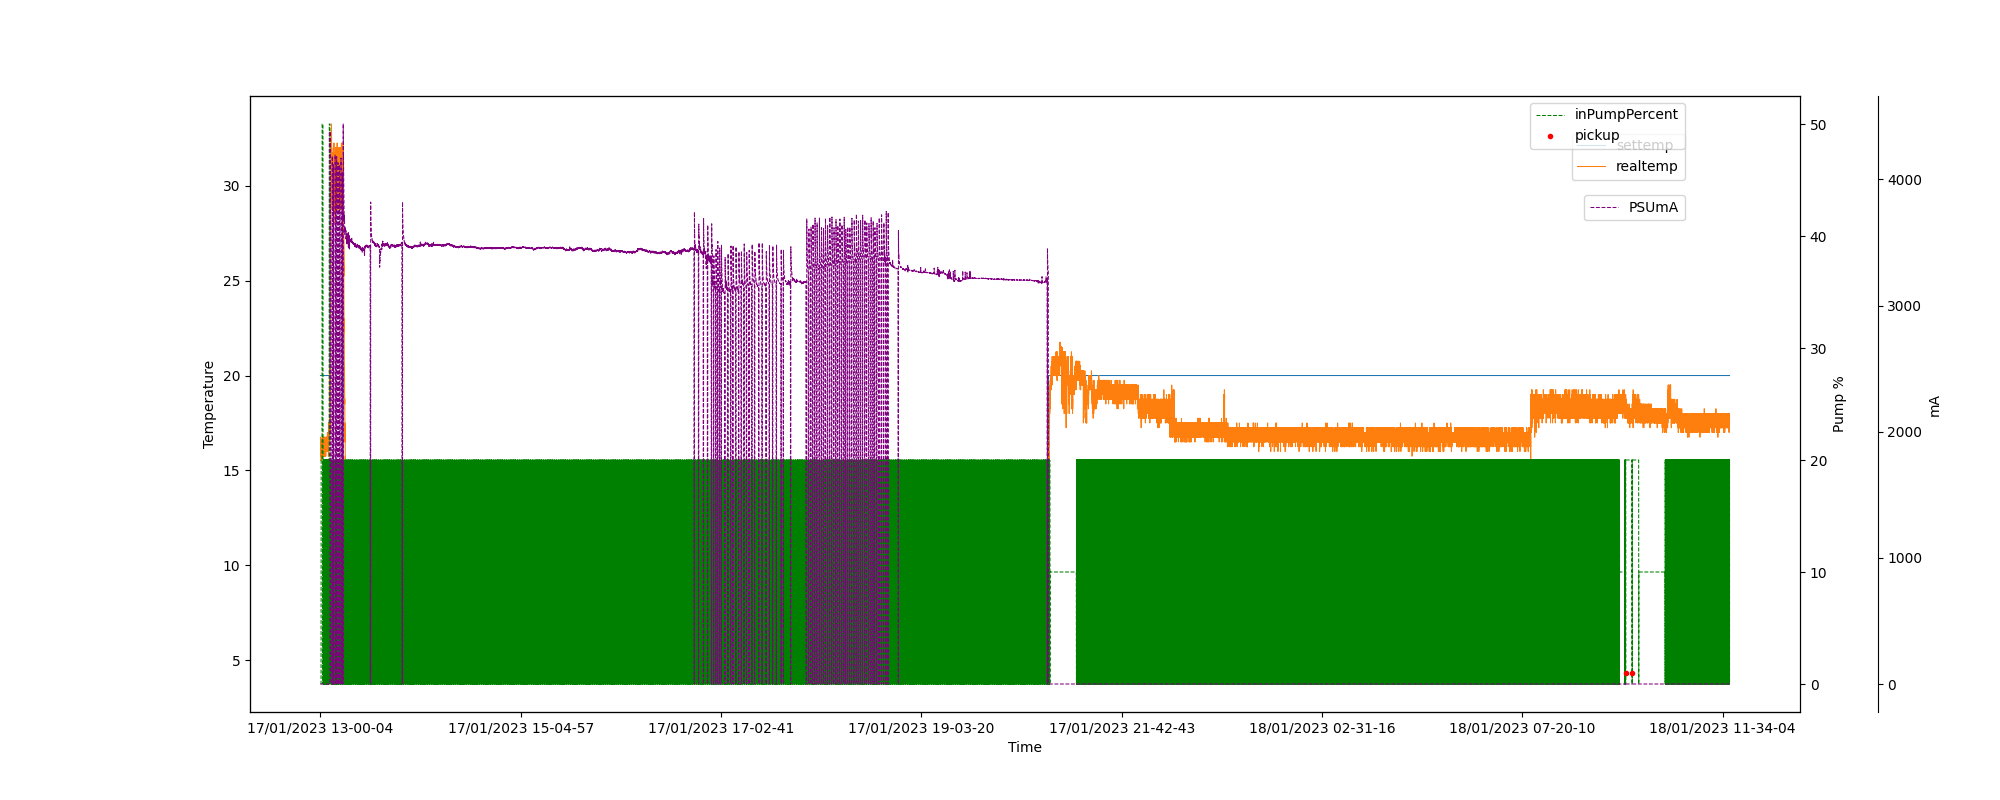 inPumpPercent
pickup
settemp
realtemp
PSUmA
Temperature
30
25
20
15
10
5
50
40
30
20
10
0
Pump %
4000
3000
2000
1000
0
mA
17/01/2023 13-00-04
17/01/2023 15-04-57
17/01/2023 17-02-41
17/01/2023 19-03-20
17/01/2023 21-42-43
18/01/2023 02-31-16
18/01/2023 07-20-10
18/01/2023 11-34-04
Time